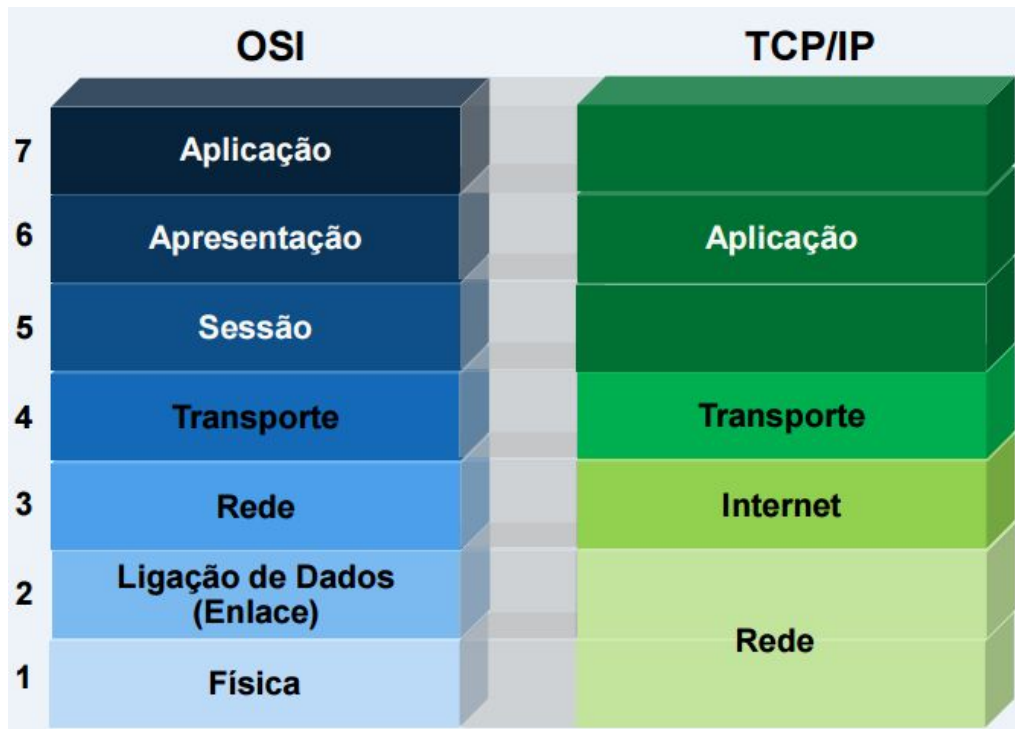 OSI
TCP/IP
7
Aplicação
6
Apresentação
Aplicação
5
Sessão
4
Transporte
Transporte
3
Rede
Internet
2
Ligação de Dados
(Enlace)
Rede
1
Física